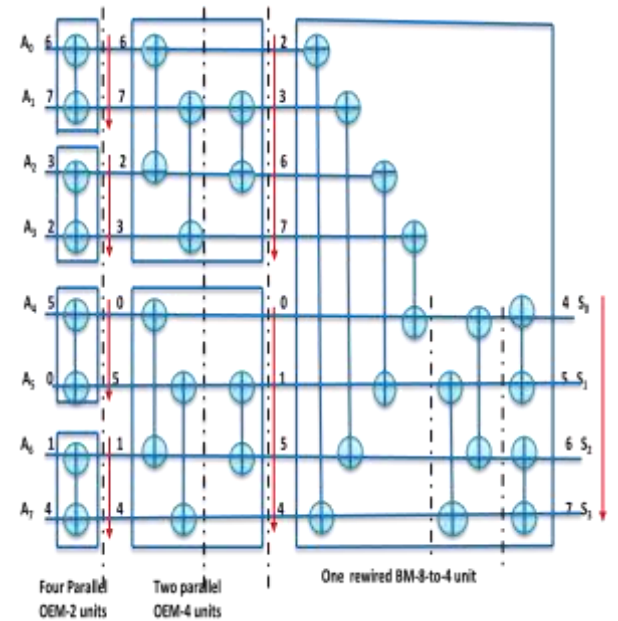 A₀ 6 6 2
A₁ 7 7 3
A₂ 3 2 6
A₃ 2 3 7
A₄ 5 0 0 4 S₀
A₅ 0 5 1 5 S₁
A₆ 1 1 5 6 S₂
A₇ 4 4 4 7 S₃
Four Parallel Two parallel One rewired BM-8-to-4 unit
OEM-2 units OEM-4 units